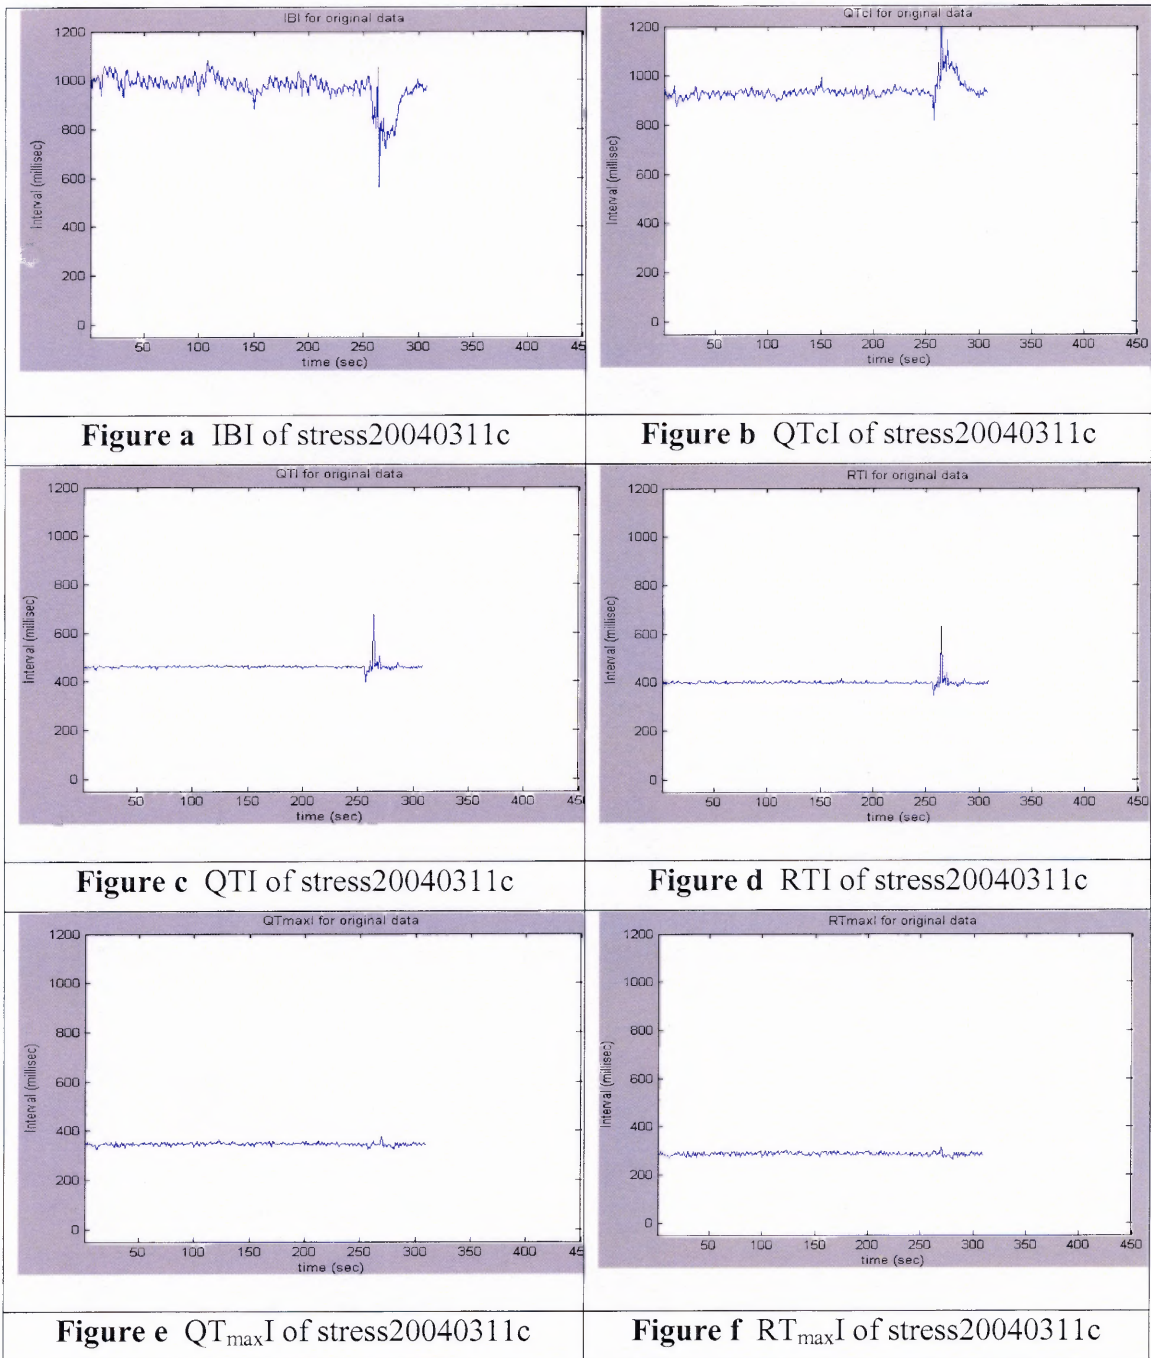 IBI for original data
1200
1000
800
600
400
200
0
Interval (millisec)
50 100 150 200 250 300 350 400 45
time (sec)
Figure a IBI of stress20040311c
QTcI for original data
1200
1000
800
600
400
200
0
Interval (millisec)
50 100 150 200 250 300 350 400 450
time (sec)
Figure b QTcI of stress20040311c
QTI for original data
1200
1000
800
600
400
200
0
Interval (millisec)
50 100 150 200 250 300 350 400 450
time (sec)
Figure c QTI of stress20040311c
RTI for original data
1200
1000
800
600
400
200
0
Interval (millisec)
50 100 150 200 250 300 350 400 450
time (sec)
Figure d RTI of stress20040311c
QTmaxI for original data
1200
1000
800
600
400
200
0
Interval (millisec)
50 100 150 200 250 300 350 400 45
time (sec)
Figure e QTmaxI of stress20040311c
RTmaxI for original data
1200
1000
800
600
400
200
0
Interval (millisec)
50 100 150 200 250 300 350 400 450
time (sec)
Figure f RTmaxI of stress20040311c